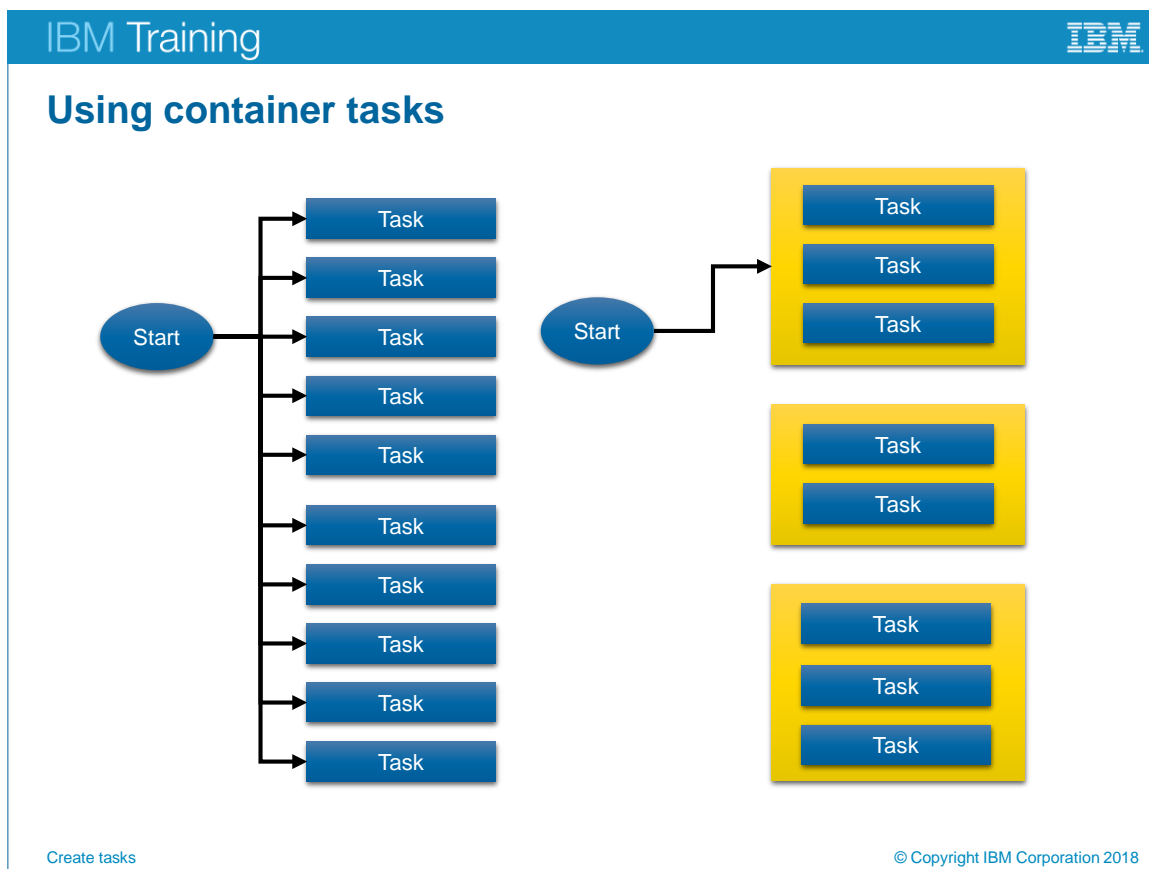 IBM Training
IBM
Using container tasks
Start
Task
Task
Task
Task
Task
Task
Task
Task
Task
Task
Start
Task
Task
Task
Task
Task
Task
Task
Task
Create tasks
© Copyright IBM Corporation 2018